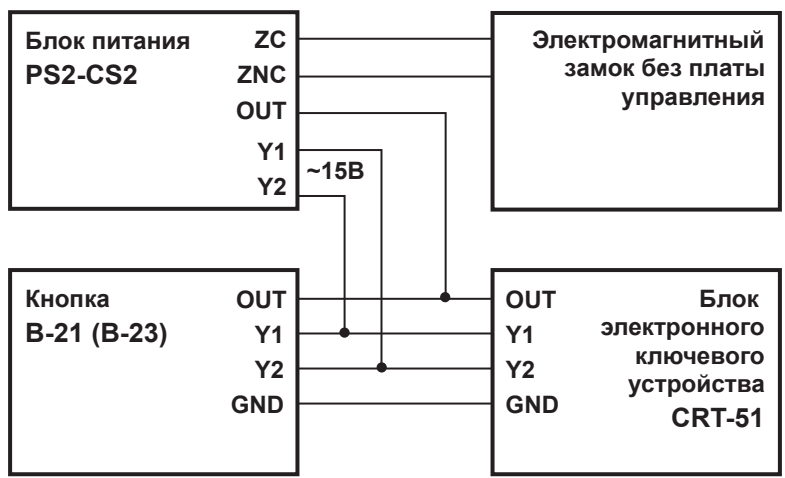 Блок питания
PS2-CS2
ZC
ZNC
OUT
Y1
Y2
~15В
Электромагнитный
замок без платы
управления
Кнопка
B-21 (B-23)
OUT
Y1
Y2
GND
OUT
Y1
Y2
GND
Блок
электронного
ключевого
устройства
CRT-51